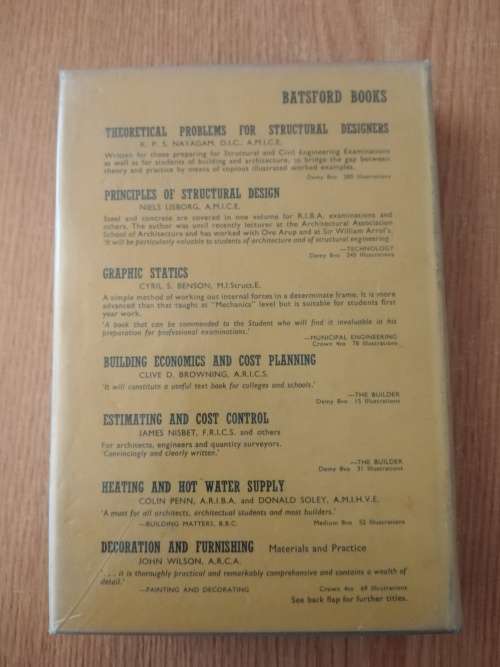 BATSFORD BOOKS
THEORETICAL PROBLEMS FOR STRUCTURAL DESIGNERS
K. P. S. NAYAGAM, D.I.C., A.M.I.C.E.
Written for those preparing for Structural and Civil Engineering Examinations
as well as for students of building and architecture, to bridge the gap between
theory and practice by means of copious illustrated worked examples.
Demy 8vo 280 Illustrations
PRINCIPLES OF STRUCTURAL DESIGN
NIELS LISBORG, A.M.I.C.E.
Steel and concrete are covered in one volume for R.I.B.A. examinations and
others. The author was until recently lecturer at the Architectural Association
School of Architecture and has worked with Ove Arup and at Sir William Arrol's.
'It will be particularly valuable to students of architecture and of structural engineering.'
—TECHNOLOGY
Demy 8vo 245 Illustrations
GRAPHIC STATICS
CYRIL S. BENSON, M.I.Struct.E.
A simple method of working out internal forces in a determinate frame. It is more
advanced than that taught as "Mechanics" level but is suitable for students first
year work.
'A book that can be commended to the Student who will find it invaluable in his
preparation for professional examinations.'
—MUNICIPAL ENGINEERING
Crown 4to 78 Illustrations
BUILDING ECONOMICS AND COST PLANNING
CLIVE D. BROWNING, A.R.I.C.S.
'It will constitute a useful text book for colleges and schools.'
—THE BUILDER
Demy 8vo 15 Illustrations
ESTIMATING AND COST CONTROL
JAMES NISBET, F.R.I.C.S. and others
For architects, engineers and quantity surveyors.
'Convincingly and clearly written.'
—THE BUILDER
Demy 8vo 31 Illustrations
HEATING AND HOT WATER SUPPLY
COLIN PENN, A.R.I.B.A. and DONALD SOLEY, A.M.I.H.V.E.
'A must for all architects, architectural students and most builders.'
—BUILDING MATTERS, B.B.C. Medium 8vo 52 Illustrations
DECORATION AND FURNISHING Materials and Practice
JOHN WILSON, A.R.C.A.
'. . . it is thoroughly practical and remarkably comprehensive and contains a wealth of
detail.'
—PAINTING AND DECORATING Crown 4to 69 Illustrations
See back flap for further titles.